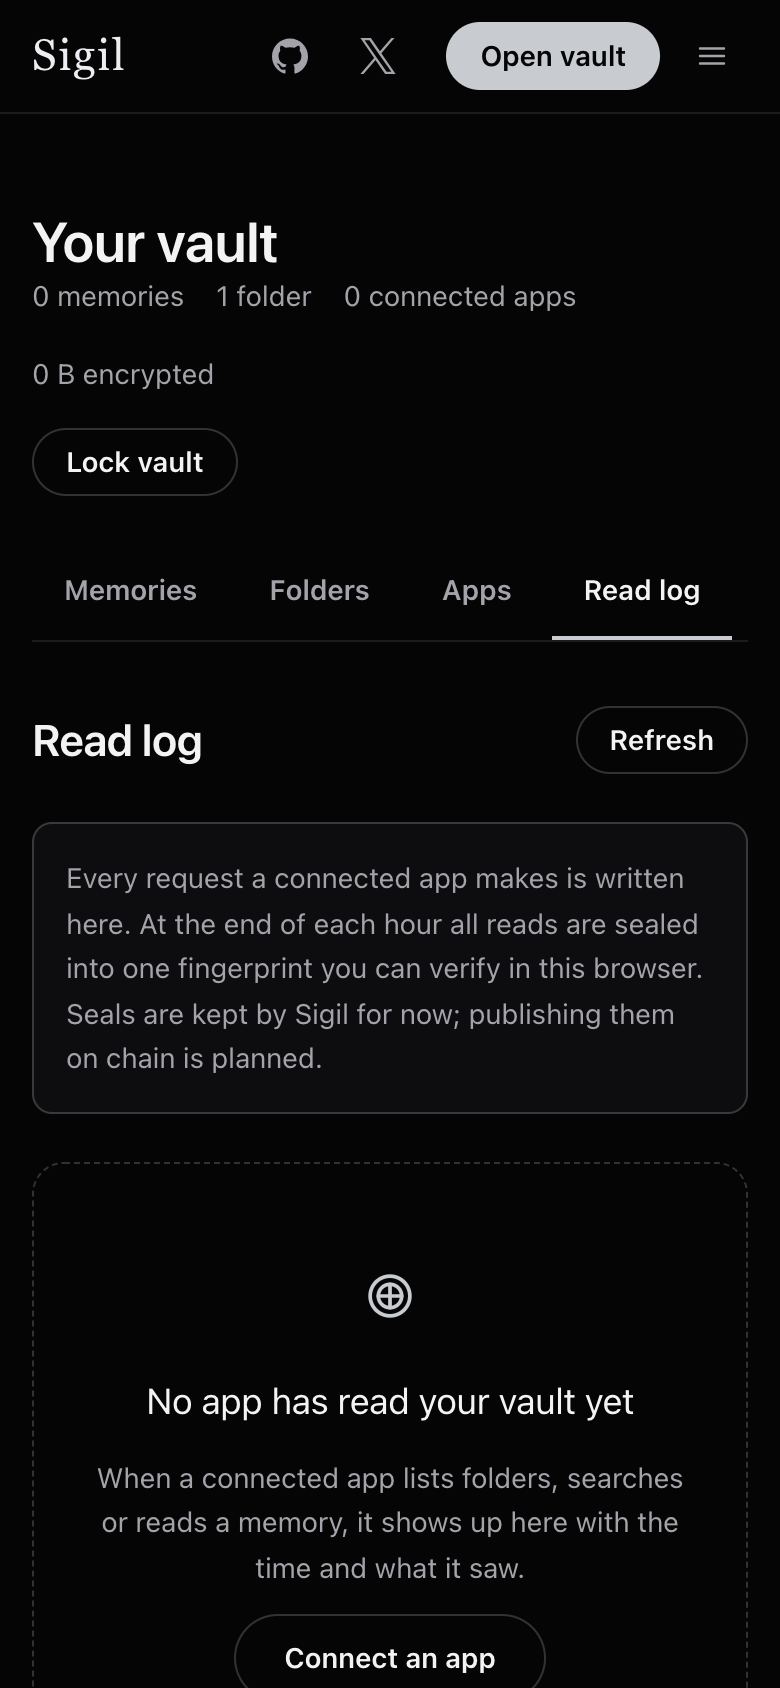 Sigil
Open vault
Your vault
0 memories 1 folder 0 connected apps
0 B encrypted
Lock vault
Memories Folders Apps Read log
Read log
Refresh
Every request a connected app makes is written
here. At the end of each hour all reads are sealed
into one fingerprint you can verify in this browser.
Seals are kept by Sigil for now; publishing them
on chain is planned.
No app has read your vault yet
When a connected app lists folders, searches
or reads a memory, it shows up here with the
time and what it saw.
Connect an app